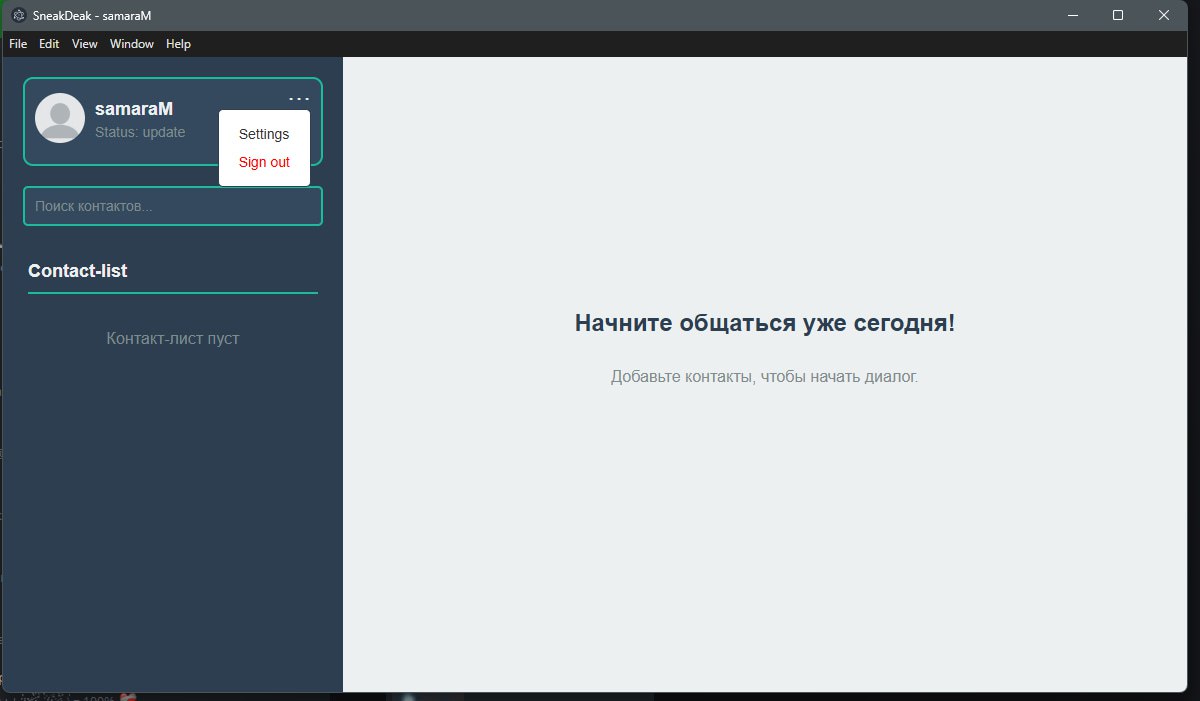 SneakDeak - samaraM
File Edit View Window Help
samaraM
...
Status: update
Settings
Sign out
Поиск контактов...
Contact-list
Контакт-лист пуст
Начните общаться уже сегодня!
Добавьте контакты, чтобы начать диалог.